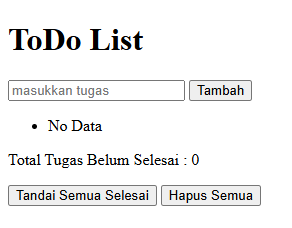 ToDo List
masukkan tugas Tambah
No Data
Total Tugas Belum Selesai : 0
Tandai Semua Selesai Hapus Semua